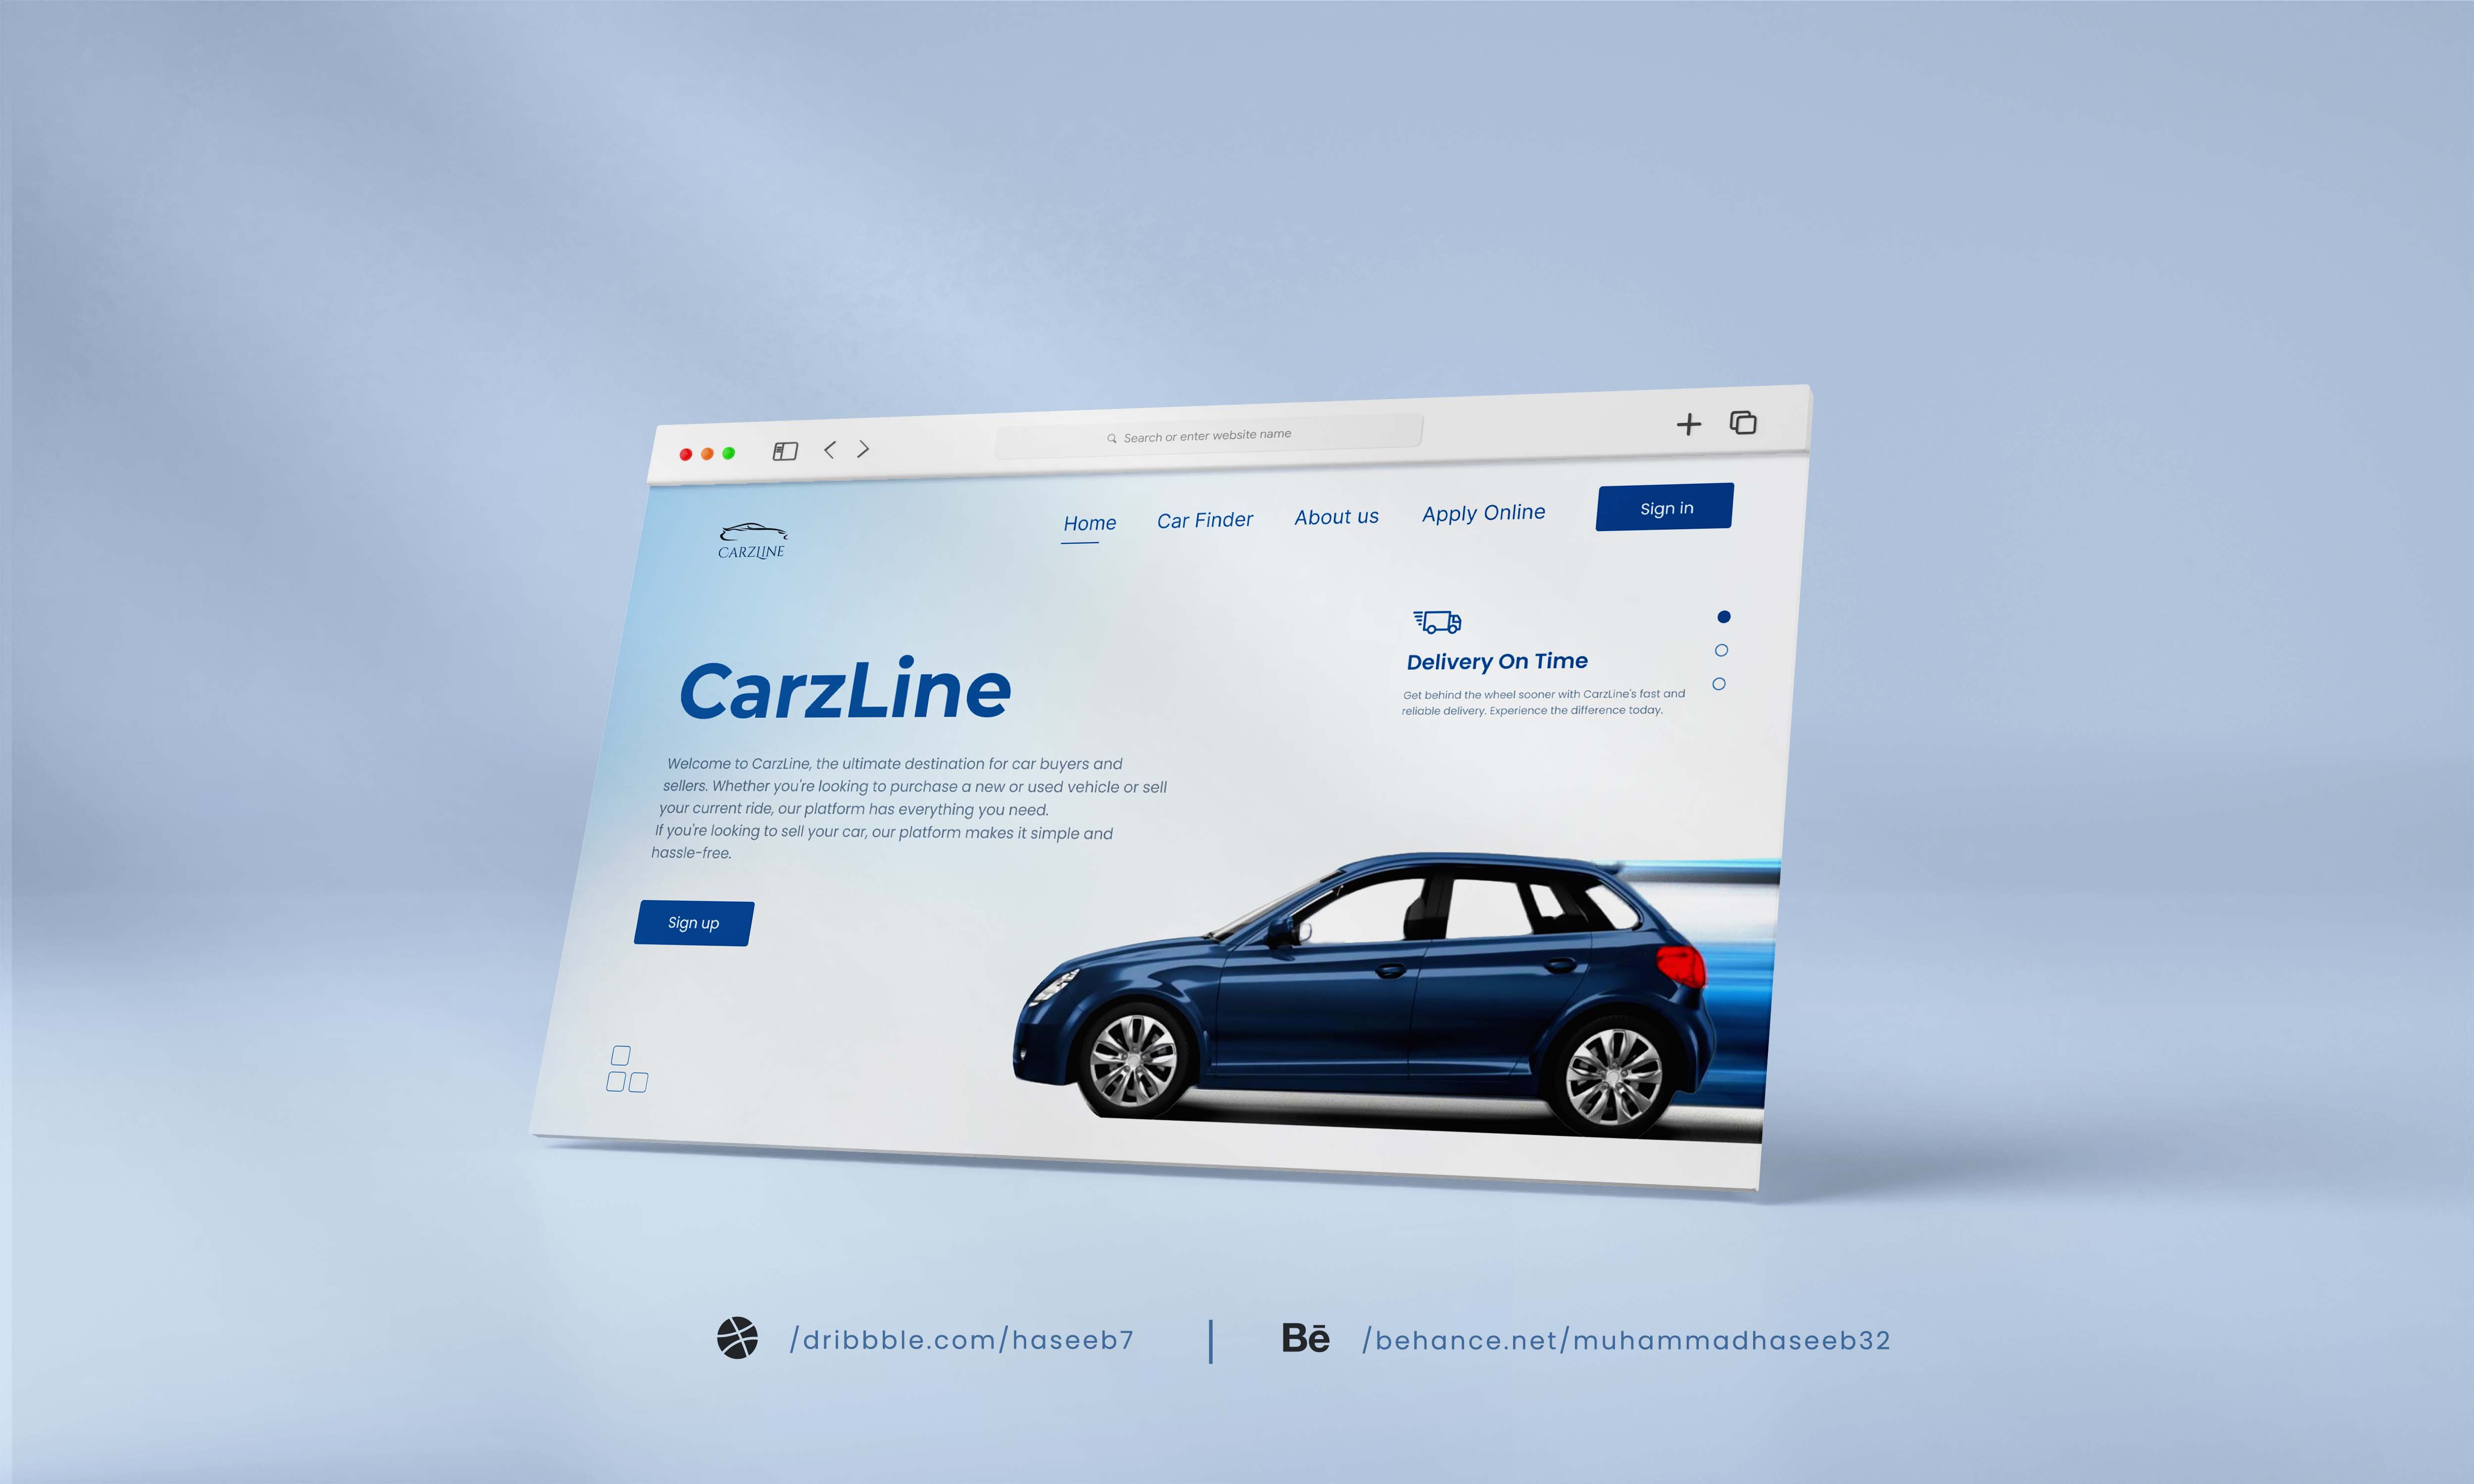 Search or enter website name
CARZLINE
Home Car Finder About us Apply Online Sign in
Delivery On Time
Get behind the wheel sooner with CarzLine's fast and
reliable delivery. Experience the difference today.
CarzLine
Welcome to CarzLine, the ultimate destination for car buyers and
sellers. Whether you're looking to purchase a new or used vehicle or sell
your current ride, our platform has everything you need.
If you're looking to sell your car, our platform makes it simple and
hassle-free.
Sign up
/dribbble.com/haseeb7 | Bē /behance.net/muhammadhaseeb32